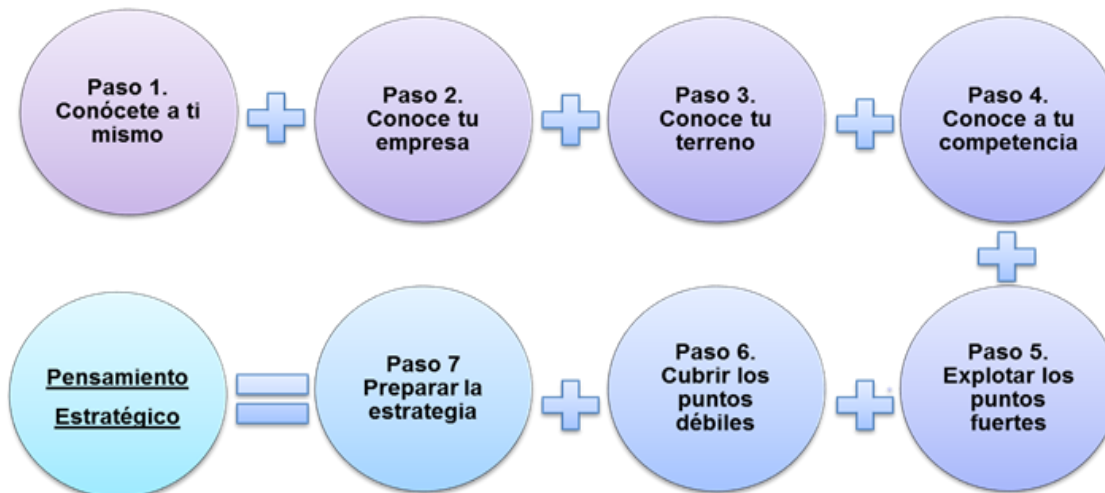 Paso 1.
Conócete a ti
mismo
Paso 2.
Conoce tu
empresa
Paso 3.
Conoce tu
terreno
Paso 4.
Conoce a tu
competencia
Paso 5.
Explotar los
puntos
fuertes
Paso 6.
Cubrir los
puntos
débiles
Paso 7
Preparar la
estrategia
Pensamiento
Estratégico